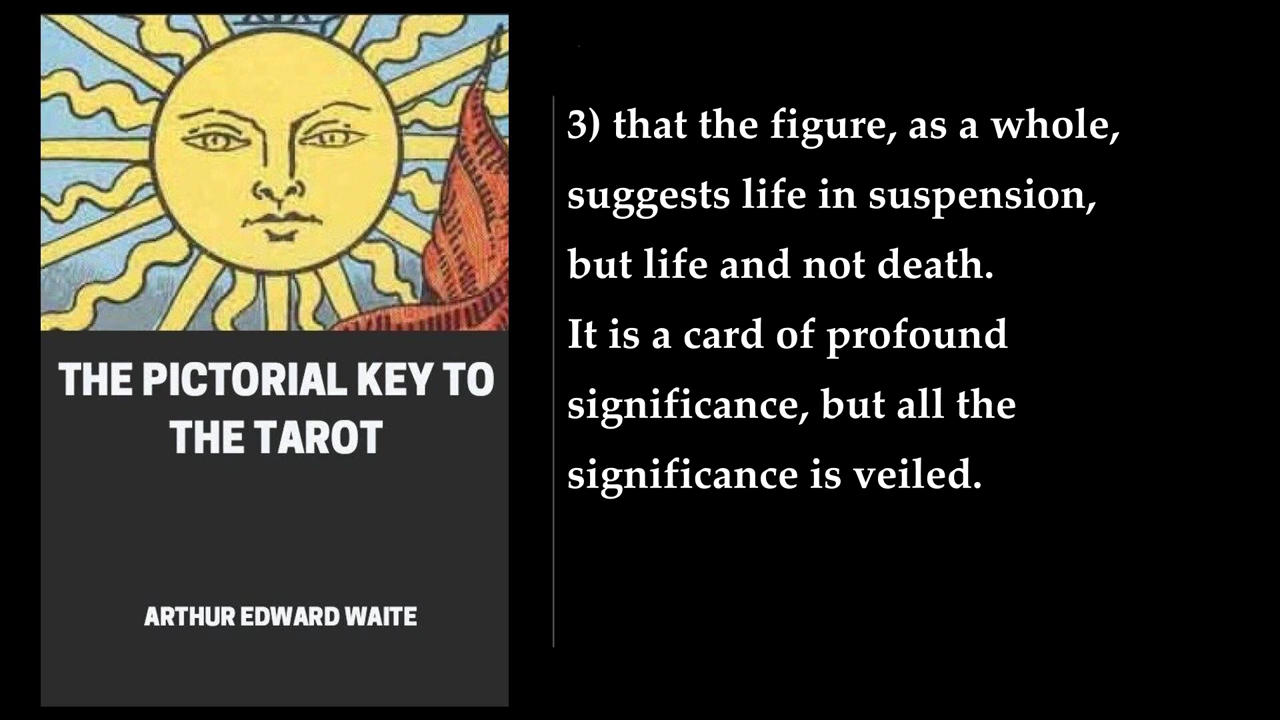 XIX
THE PICTORIAL KEY TO
THE TAROT
ARTHUR EDWARD WAITE
3) that the figure, as a whole,
suggests life in suspension,
but life and not death.
It is a card of profound
significance, but all the
significance is veiled.